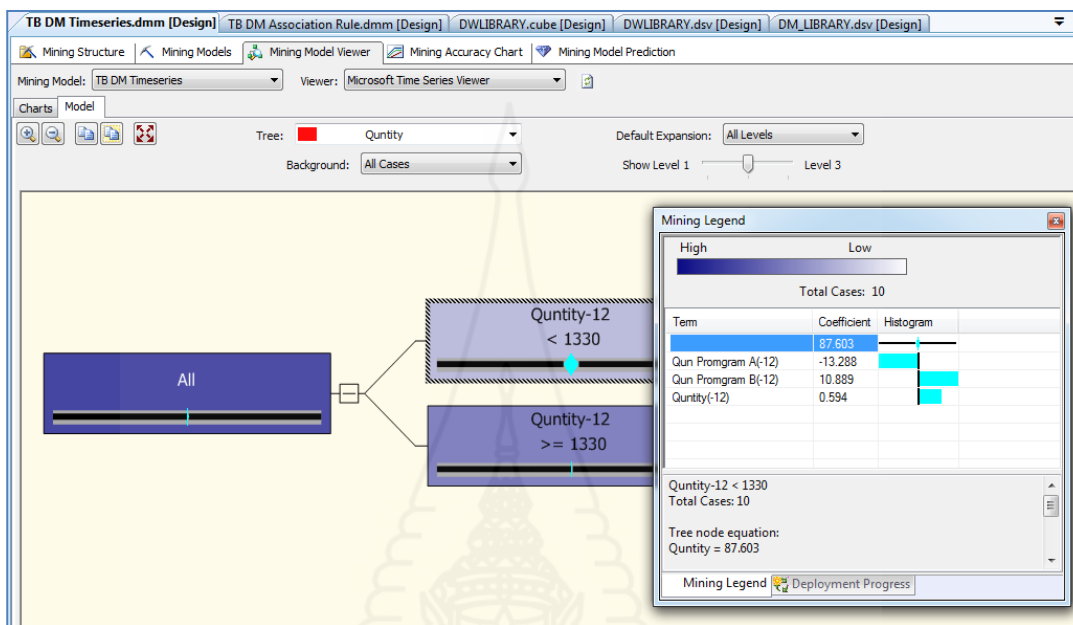 TB DM Timeseries.dmm [Design] TB DM Association Rule.dmm [Design] DWLIBRARY.cube [Design] DWLIBRARY.dsv [Design] DM_LIBRARY.dsv [Design]
Mining Structure Mining Models Mining Model Viewer Mining Accuracy Chart Mining Model Prediction
Mining Model: TB DM Timeseries Viewer: Microsoft Time Series Viewer
Charts Model
Tree: Quntity Default Expansion: All Levels
Background: All Cases Show Level 1 Level 3
All
Quntity-12
< 1330
Quntity-12
>= 1330
Mining Legend
High Low
Total Cases: 10
Term Coefficient Histogram
87.603
Qun Promgram A(-12) -13.288
Qun Promgram B(-12) 10.889
Quntity(-12) 0.594
Quntity-12 < 1330
Total Cases: 10
Tree node equation:
Quntity = 87.603
Mining Legend Deployment Progress